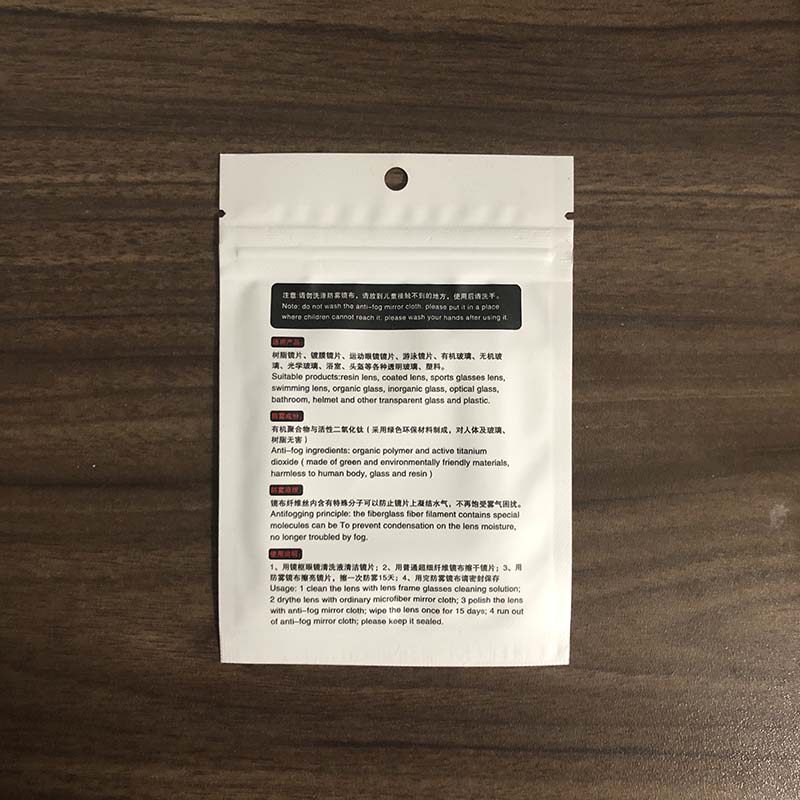 注意:请勿洗涤防雾镜布，请放到儿童接触不到的地方，使用后请洗手。
Note: do not wash the anti-fog mirror cloth. please put it in a place
where children cannot reach it. please wash your hands after using it.
适用产品:
树脂镜片、镀膜镜片、运动眼镜镜片、游泳镜片、有机玻璃、无机玻
璃、光学玻璃、浴室、头盔等各种透明玻璃、塑料。
Suitable products:resin lens, coated lens, sports glasses lens,
swimming lens, organic glass, inorganic glass, optical glass,
bathroom, helmet and other transparent glass and plastic.
防雾成份:
有机聚合物与活性二氧化钛（采用绿色环保材料制成，对人体及玻璃、
树脂无害）
Anti-fog ingredients: organic polymer and active titanium
dioxide ( made of green and environmentally friendly materials,
harmless to human body, glass and resin )
防雾原理:
镜布纤维丝内含有特殊分子可以防止镜片上凝结水气，不再饱受雾气困扰。
Antifogging principle: the fiberglass fiber filament contains special
molecules can be To prevent condensation on the lens moisture,
no longer troubled by fog.
使用说明:
1、用镜框眼镜清洗液清洁镜片；2、用普通超细纤维镜布擦干镜片；3、用
防雾镜布擦亮镜片，擦一次防雾15天；4、用完防雾镜布请密封保存
Usage: 1 clean the lens with lens frame glasses cleaning solution;
2 drythe lens with ordinary microfiber mirror cloth; 3 polish the lens
with anti-fog mirror cloth; wipe the lens once for 15 days; 4 run out
of anti-fog mirror cloth; please keep it sealed.